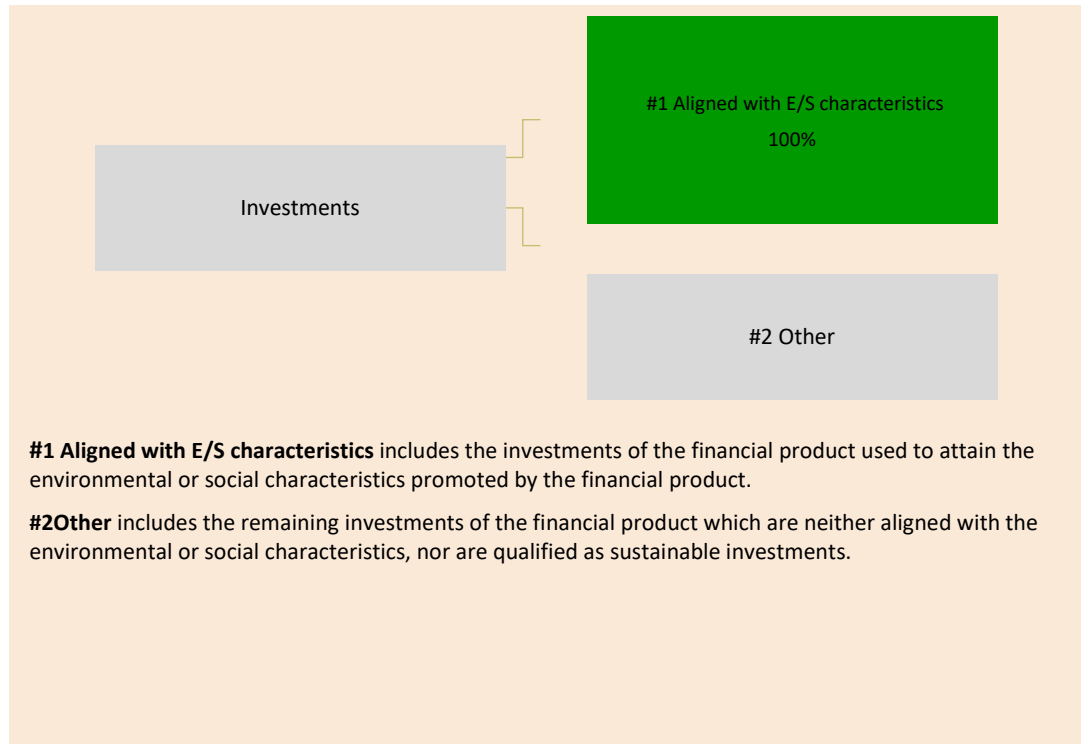 #1 Aligned with E/S characteristics
100%
Investments
#2 Other
#1 Aligned with E/S characteristics includes the investments of the financial product used to attain the
environmental or social characteristics promoted by the financial product.
#2Other includes the remaining investments of the financial product which are neither aligned with the
environmental or social characteristics, nor are qualified as sustainable investments.